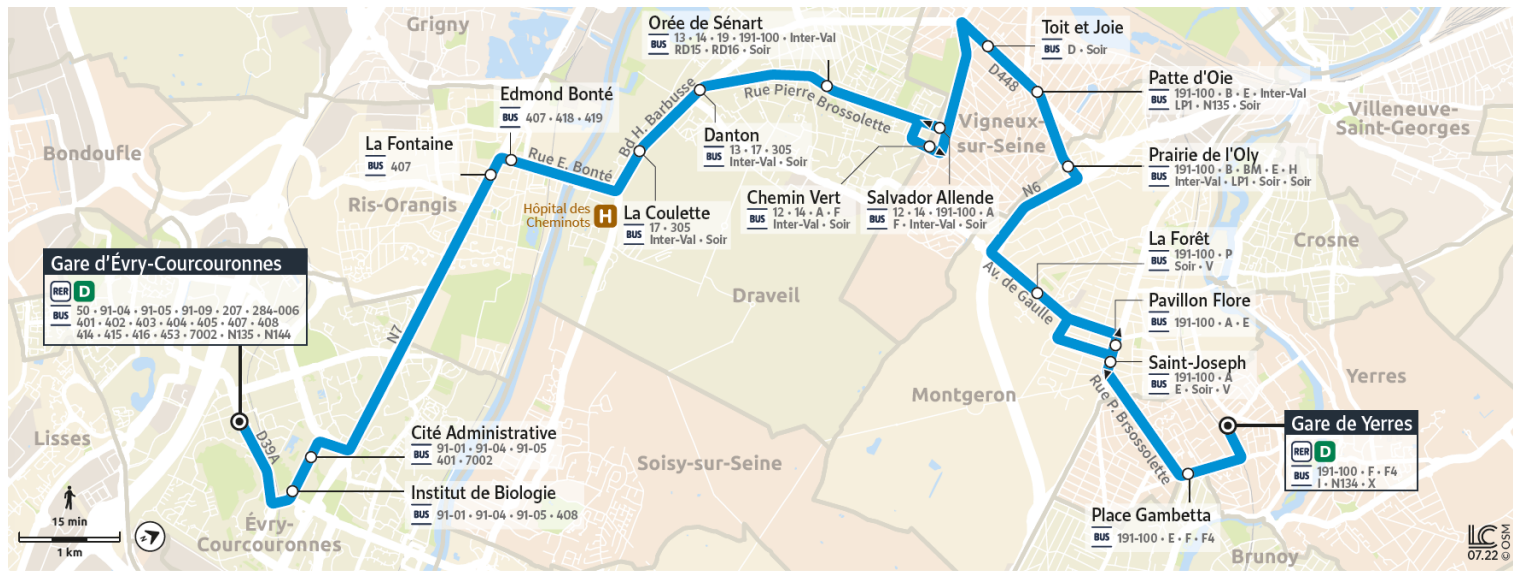 Grigny
Orée de Sénart
BUS 13 • 14 • 19 • 191-100 • Inter-Val
RD15 • RD16 • Soir
Toit et Joie
BUS D • Soir
D448
Patte d'Oie
BUS 191-100 • B • E • Inter-Val
LP1 • N135 • Soir
Villeneuve-
Saint-Georges
Edmond Bonté
BUS 407 • 418 • 419
Bd H. Barbusse
Rue Pierre Brossolette
Vigneux-
sur-Seine
Bondoufle
La Fontaine
BUS 407
Rue E. Bonté
Danton
BUS 13 • 17 • 305
Inter-Val • Soir
Prairie de l'Oly
BUS 191-100 • B • BM • E • H
Inter-Val • LP1 • Soir • Soir
N6
Ris-Orangis
Hôpital des
Cheminots
H
La Coulette
BUS 17 • 305
Inter-Val • Soir
Chemin Vert
BUS 12 • 14 • A • F
Inter-Val • Soir
Salvador Allende
BUS 12 • 14 • 191-100 • A
F • Inter-Val • Soir
La Forêt
BUS 191-100 • P
Soir • V
Crosne
Gare d'Évry-Courcouronnes
RER D
BUS 50 • 91-04 • 91-05 • 91-09 • 207 • 284-006
401 • 402 • 403 • 404 • 405 • 407 • 408
414 • 415 • 416 • 453 • 7002 • N135 • N144
N7
Draveil
Av. de Gaulle
Pavillon Flore
BUS 191-100 • A • E
Saint-Joseph
BUS 191-100 • A
E • Soir • V
Yerres
Montgeron
Rue P. Brsossolette
Lisses
D39A
Cité Administrative
BUS 91-01 • 91-04 • 91-05
401 • 7002
Soisy-sur-Seine
Gare de Yerres
RER D
BUS 191-100 • F • F4
I • N134 • X
Institut de Biologie
BUS 91-01 • 91-04 • 91-05 • 408
15 min
1 km
Évry-
Courcouronnes
Place Gambetta
BUS 191-100 • E • F • F4
Brunoy
LC
07.22
© OSM